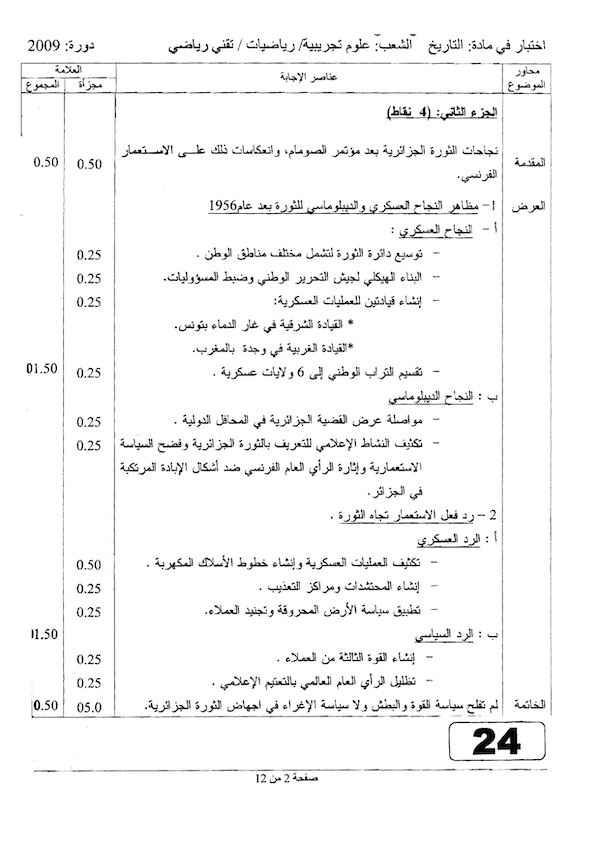 اختبار في مادة: التاريخ الشعب: علوم تجريبية/ رياضيات / تقني رياضي دورة: 2009
محاور الموضوع عناصر الإجابة العلامة
مجزأة المجموع
الجزء الثاني: (4 نقاط)
المقدمة نجاحات الثورة الجزائرية بعد مؤتمر الصومام، وانعكاسات ذلك على الاستعمار 0.50 0.50
الفرنسي.
العرض 1- مظاهر النجاح العسكري والديبلوماسي للثورة بعد عام1956
أ - النجاح العسكري :
- توسيع دائرة الثورة لتشمل مختلف مناطق الوطن . 0.25
- البناء الهيكلي لجيش التحرير الوطني وضبط المسؤوليات. 0.25
- إنشاء قيادتين للعمليات العسكرية: 0.25
* القيادة الشرقية في غار الدماء بتونس.
*القيادة الغربية في وجدة بالمغرب.
- تقسيم التراب الوطني إلى 6 ولايات عسكرية . 0.25 01.50
ب : النجاح الديبلوماسي
- مواصلة عرض القضية الجزائرية في المحافل الدولية . 0.25
- تكثيف النشاط الإعلامي للتعريف بالثورة الجزائرية وفضح السياسة 0.25
الاستعمارية وإثارة الرأي العام الفرنسي ضد أشكال الإبادة المرتكبة
في الجزائر.
2 – رد فعل الاستعمار تجاه الثورة .
أ : الرد العسكري
- تكثيف العمليات العسكرية وإنشاء خطوط الأسلاك المكهربة . 0.50
- إنشاء المحتشدات ومراكز التعذيب . 0.25
- تطبيق سياسة الأرض المحروقة وتجنيد العملاء. 0.25
ب : الرد السياسي 01.50
- إنشاء القوة الثالثة من العملاء . 0.25
- تظليل الرأي العام العالمي بالتعتيم الإعلامي . 0.25
الخاتمة لم تفلح سياسة القوة والبطش ولا سياسة الإغراء في اجهاض الثورة الجزائرية. 05.0 0.50
24
صفحة 2 من 12